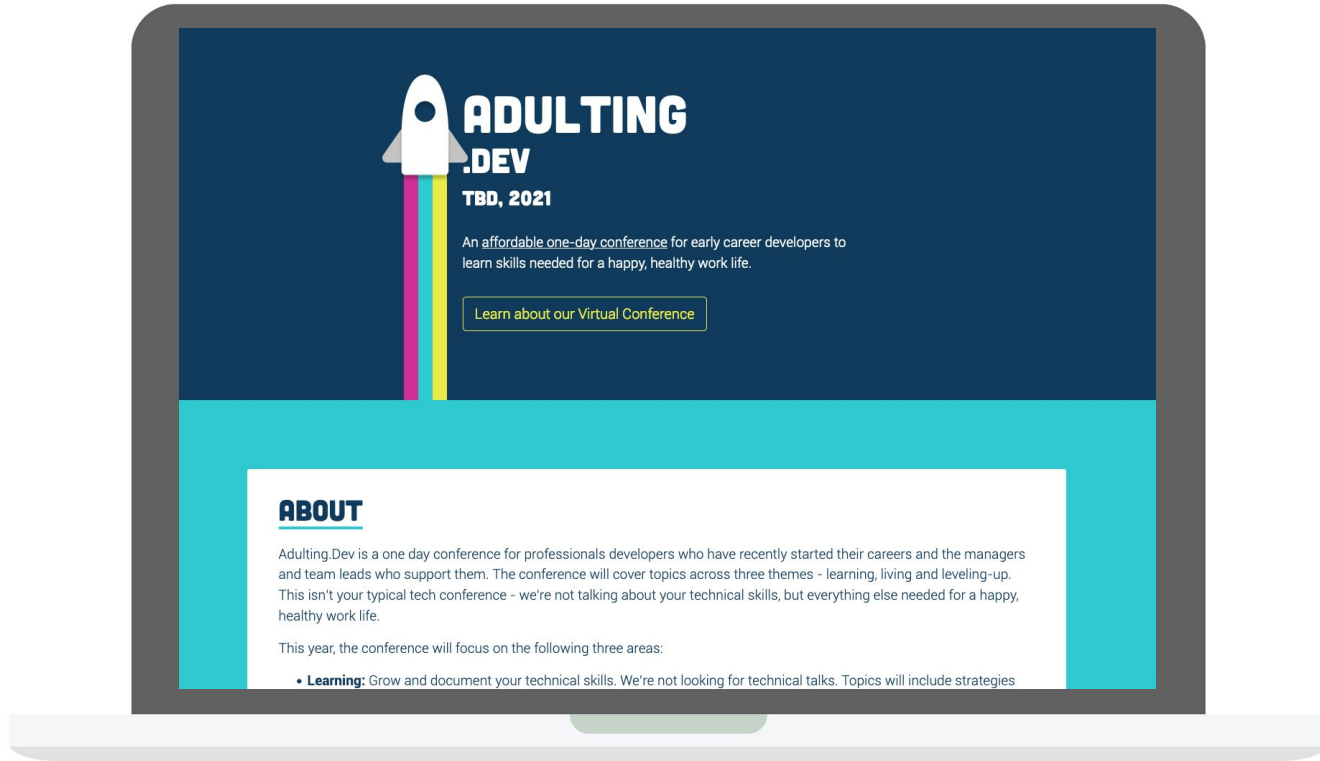 ADULTING
.DEV
TBD, 2021
An affordable one-day conference for early career developers to
learn skills needed for a happy, healthy work life.
Learn about our Virtual Conference
ABOUT
Adulting.Dev is a one day conference for professionals developers who have recently started their careers and the managers
and team leads who support them. The conference will cover topics across three themes - learning, living and leveling-up.
This isn't your typical tech conference - we're not talking about your technical skills, but everything else needed for a happy,
healthy work life.
This year, the conference will focus on the following three areas:
• Learning: Grow and document your technical skills. We're not looking for technical talks. Topics will include strategies